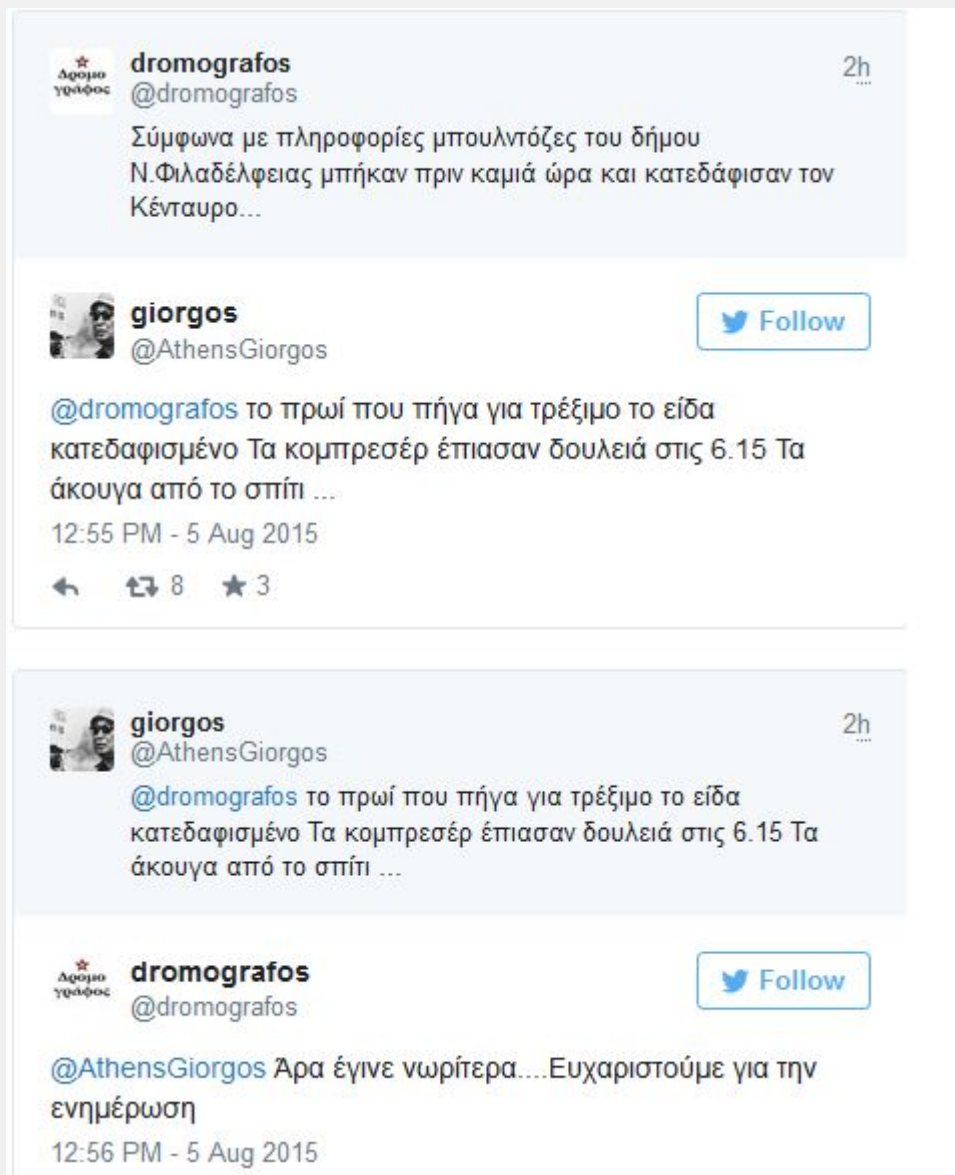 Δρομο
γράφος
dromografos
2h
@dromografos
Σύμφωνα με πληροφορίες μπουλντόζες του δήμου
Ν.Φιλαδέλφειας μπήκαν πριν καμιά ώρα και κατεδάφισαν τον
Κένταυρο...
giorgos
Follow
@AthensGiorgos
@dromografos το πρωί που πήγα για τρέξιμο το είδα
κατεδαφισμένο Τα κομπρεσέρ έπιασαν δουλειά στις 6.15 Τα
άκουγα από το σπίτι ...
12:55 PM - 5 Aug 2015
8 3
giorgos
2h
@AthensGiorgos
@dromografos το πρωί που πήγα για τρέξιμο το είδα
κατεδαφισμένο Τα κομπρεσέρ έπιασαν δουλειά στις 6.15 Τα
άκουγα από το σπίτι ...
Δρομο
γράφος
dromografos
Follow
@dromografos
@AthensGiorgos Άρα έγινε νωρίτερα....Ευχαριστούμε για την
ενημέρωση
12:56 PM - 5 Aug 2015